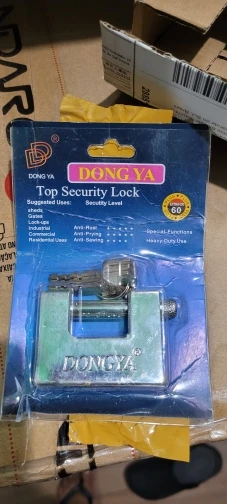 DONG YA
DONG YA
Top Security Lock
Suggested Uses: Secutity Level
sheds
Gates
Lock-ups
Industrial Anti-Rust
Commercial Anti-Prying
Residential Uses Anti-Sawing
60
Special Functions
Heavy Duty Use
DONGYA®